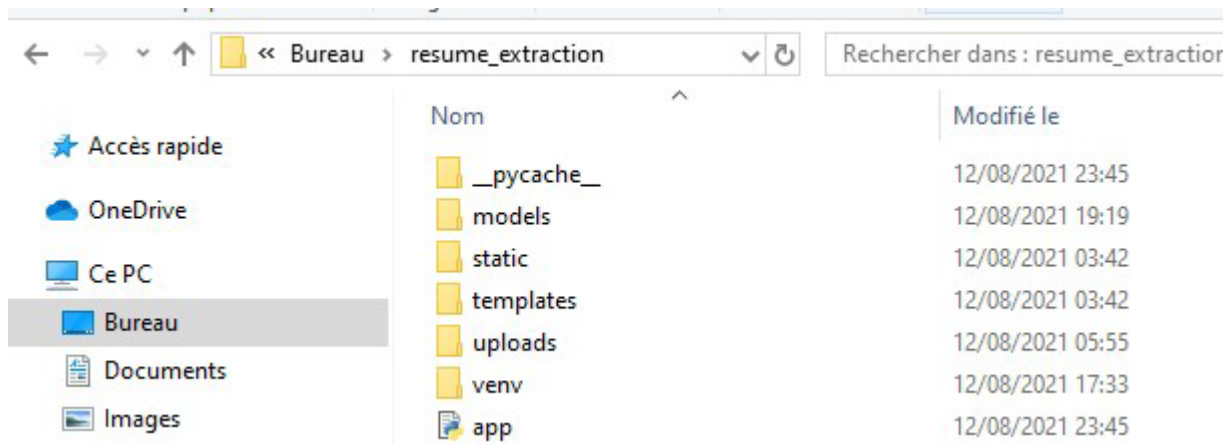 « Bureau > resume_extraction
Rechercher dans : resume_extraction
Nom Modifié le
Accès rapide
OneDrive
Ce PC
Bureau
Documents
Images
__pycache__ 12/08/2021 23:45
models 12/08/2021 19:19
static 12/08/2021 03:42
templates 12/08/2021 03:42
uploads 12/08/2021 05:55
venv 12/08/2021 17:33
app 12/08/2021 23:45